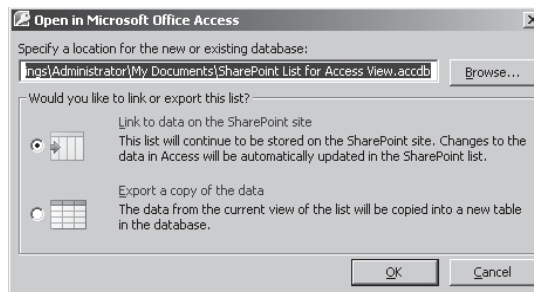 Open in Microsoft Office Access
Specify a location for the new or existing database:
ings\Administrator\My Documents\SharePoint List for Access View.accdb
Browse...
Would you like to link or export this list?
Link to data on the SharePoint site
This list will continue to be stored on the SharePoint site. Changes to the
data in Access will be automatically updated in the SharePoint list.
Export a copy of the data
The data from the current view of the list will be copied into a new table
in the database.
OK
Cancel